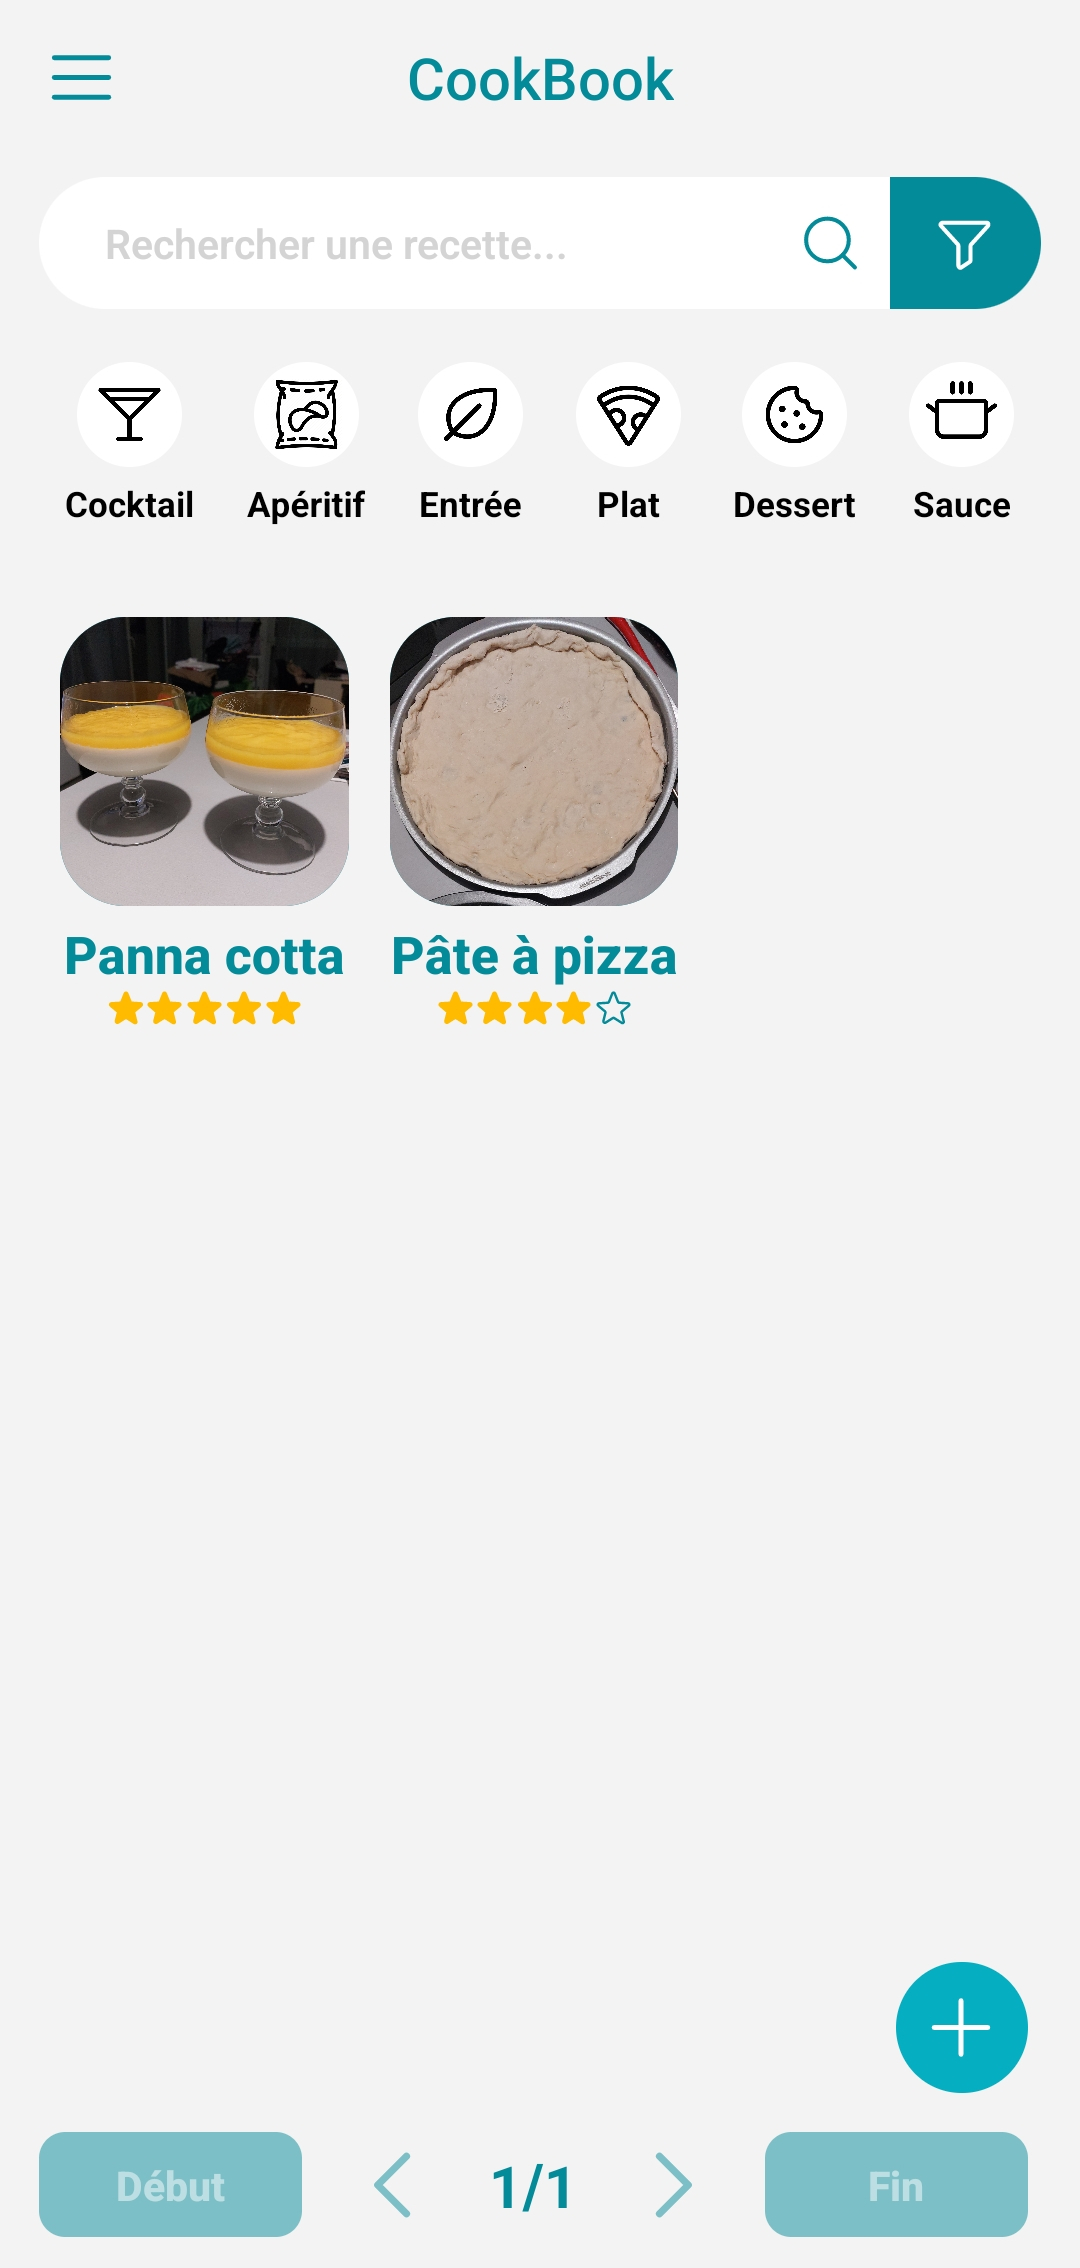 CookBook
Rechercher une recette...
Cocktail Apéritif Entrée Plat Dessert Sauce
Panna cotta Pâte à pizza
Début 1/1 Fin